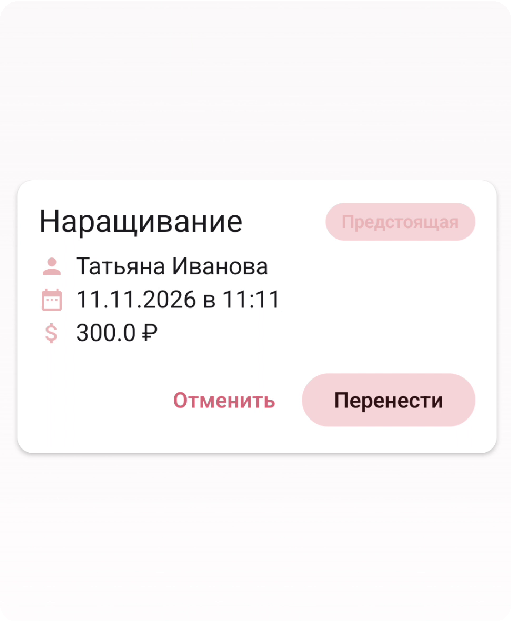 Наращивание
Предстоящая
Татьяна Иванова
11.11.2026 в 11:11
300.0 ₽
Отменить
Перенести